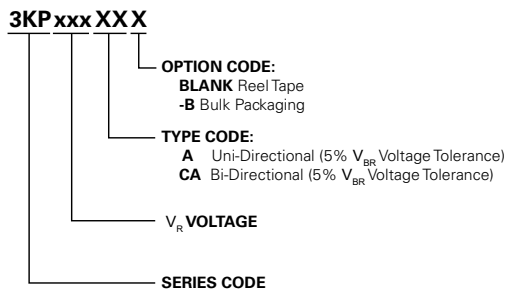 3KPxxxXXX
OPTION CODE:
BLANK Reel Tape
-B Bulk Packaging
TYPE CODE:
A Uni-Directional (5% VBR Voltage Tolerance)
CA Bi-Directional (5% VBR Voltage Tolerance)
VR VOLTAGE
SERIES CODE